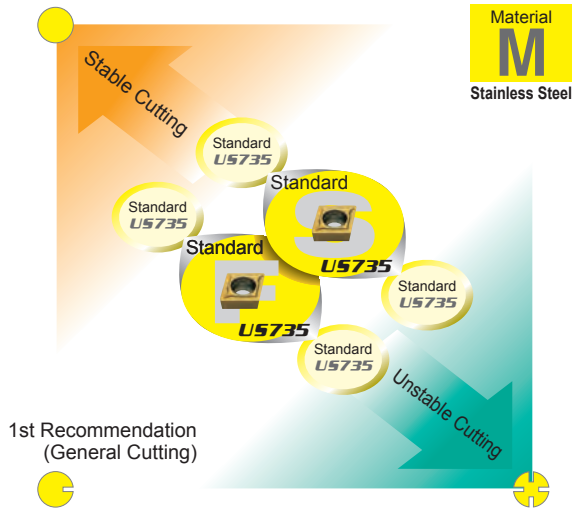 Material
M
Stainless Steel
Stable Cutting
Standard
US735
Standard
US735
Standard
S
US735
Standard
F
US735
Standard
US735
Standard
US735
Unstable Cutting
1st Recommendation
(General Cutting)